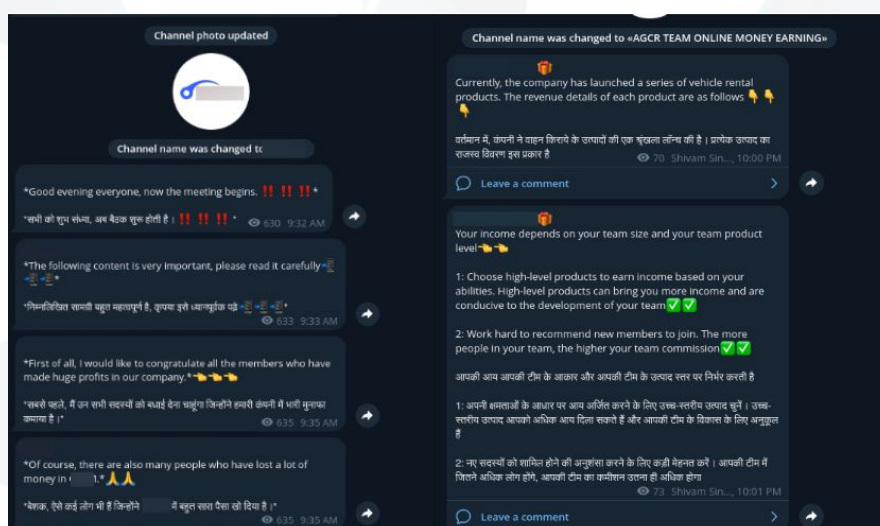 Channel photo updated
Channel name was changed to
*Good evening everyone, now the meeting begins. ‼️ ‼️ ‼️*
*सभी को शुभ संध्या, अब बैठक शुरू होती है। ‼️ ‼️ ‼️ *
630 9:32 AM
*The following content is very important, please read it carefully📲
📲 📲*
*निम्नलिखित सामग्री बहुत महत्वपूर्ण है, कृपया इसे ध्यानपूर्वक पढ़ें📲 📲 📲*
633 9:33 AM
*First of all, I would like to congratulate all the members who have
made huge profits in our company.*👈👈👈
*सबसे पहले, मैं उन सभी सदस्यों को बधाई देना चाहूंगा जिन्होंने हमारी कंपनी में भारी मुनाफा
कमाया है।*
635 9:35 AM
*Of course, there are also many people who have lost a lot of
money in .*🙏🙏
*बेशक, ऐसे कई लोग भी हैं जिन्होंने में बहुत सारा पैसा खो दिया है।*
635 9:35 AM
Channel name was changed to «AGCR TEAM ONLINE MONEY EARNING»
🎁
Currently, the company has launched a series of vehicle rental
products. The revenue details of each product are as follows 👇 👇
👇
वर्तमान में, कंपनी ने वाहन किराये के उत्पादों की एक श्रृंखला लॉन्च की है। प्रत्येक उत्पाद का
राजस्व विवरण इस प्रकार है
70 Shivam Sin..., 10:00 PM
Leave a comment
🎁
Your income depends on your team size and your team product
level👈👈
1: Choose high-level products to earn income based on your
abilities. High-level products can bring you more income and are
conducive to the development of your team✅ ✅
2: Work hard to recommend new members to join. The more
people in your team, the higher your team commission✅ ✅
आपकी आय आपकी टीम के आकार और आपकी टीम के उत्पाद स्तर पर निर्भर करती है
1: अपनी क्षमताओं के आधार पर आय अर्जित करने के लिए उच्च-स्तरीय उत्पाद चुनें। उच्च-
स्तरीय उत्पाद आपको अधिक आय दिला सकते हैं और आपकी टीम के विकास के लिए अनुकूल
हैं
2: नए सदस्यों को शामिल होने की अनुशंसा करने के लिए कड़ी मेहनत करें। आपकी टीम में
जितने अधिक लोग होंगे, आपकी टीम का कमीशन उतना ही अधिक होगा
73 Shivam Sin..., 10:01 PM
Leave a comment